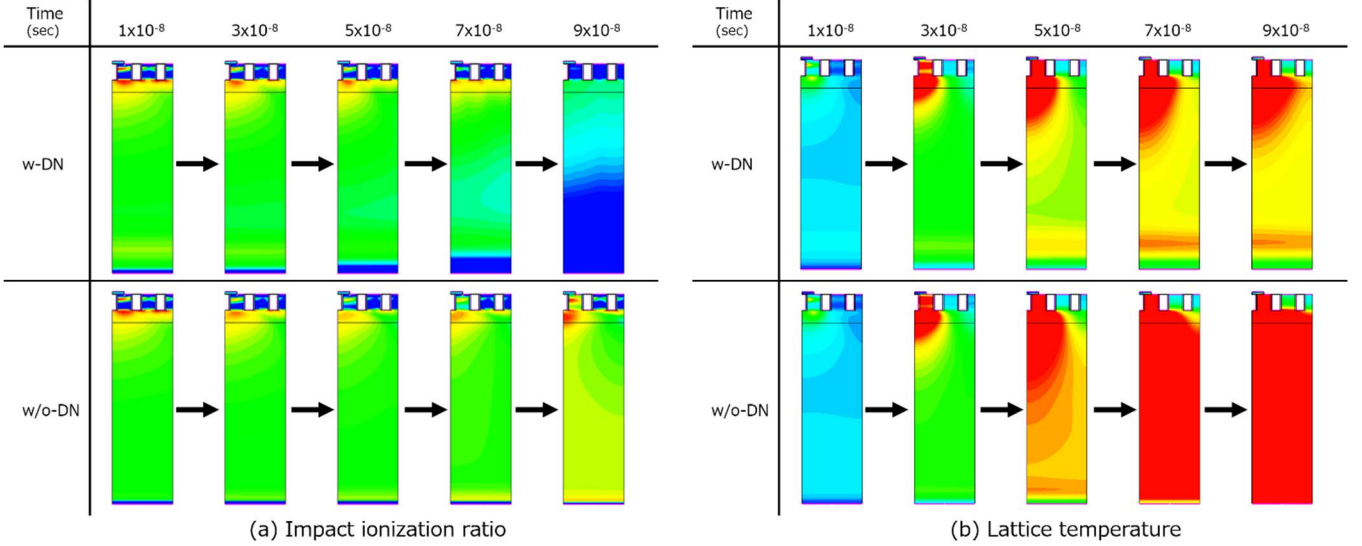 Time
(sec)
1x10⁻⁸ 3x10⁻⁸ 5x10⁻⁸ 7x10⁻⁸ 9x10⁻⁸
w-DN
w/o-DN
(a) Impact ionization ratio
Time
(sec)
1x10⁻⁸ 3x10⁻⁸ 5x10⁻⁸ 7x10⁻⁸ 9x10⁻⁸
w-DN
w/o-DN
(b) Lattice temperature